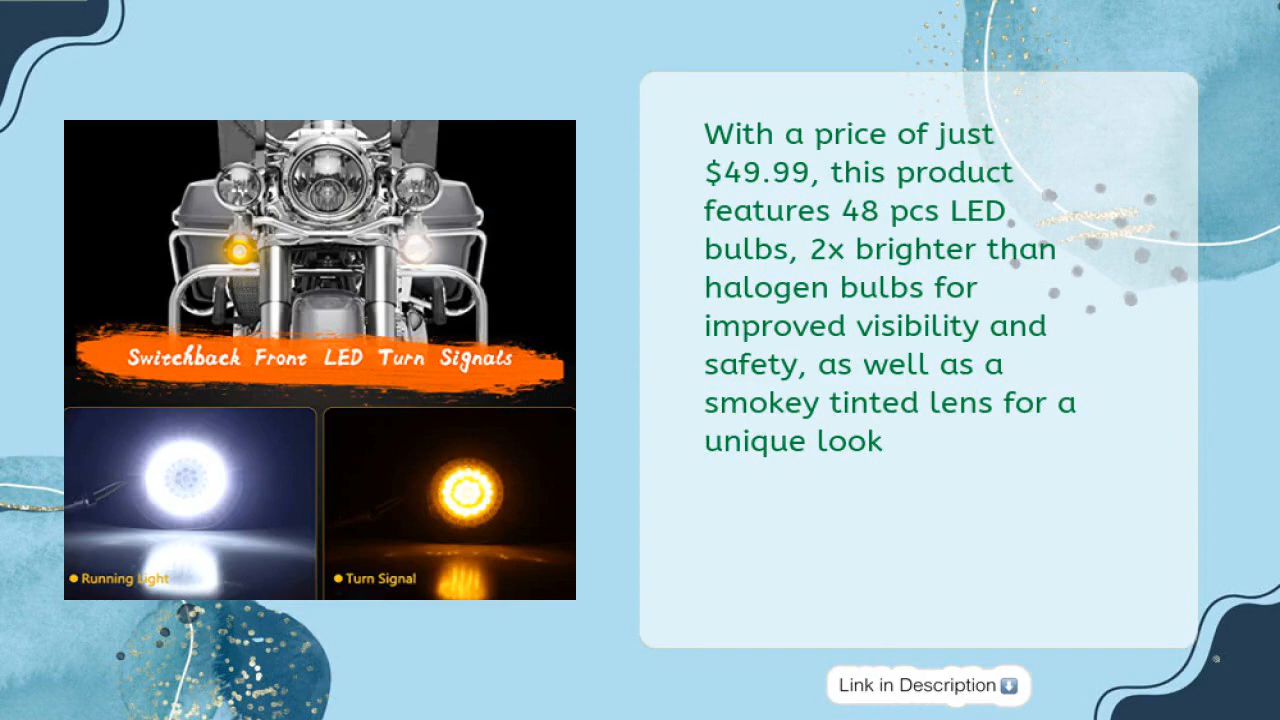 Switchback Front LED Turn Signals
Running Light
Turn Signal
With a price of just
$49.99, this product
features 48 pcs LED
bulbs, 2x brighter than
halogen bulbs for
improved visibility and
safety, as well as a
smokey tinted lens for a
unique look
Link in Description